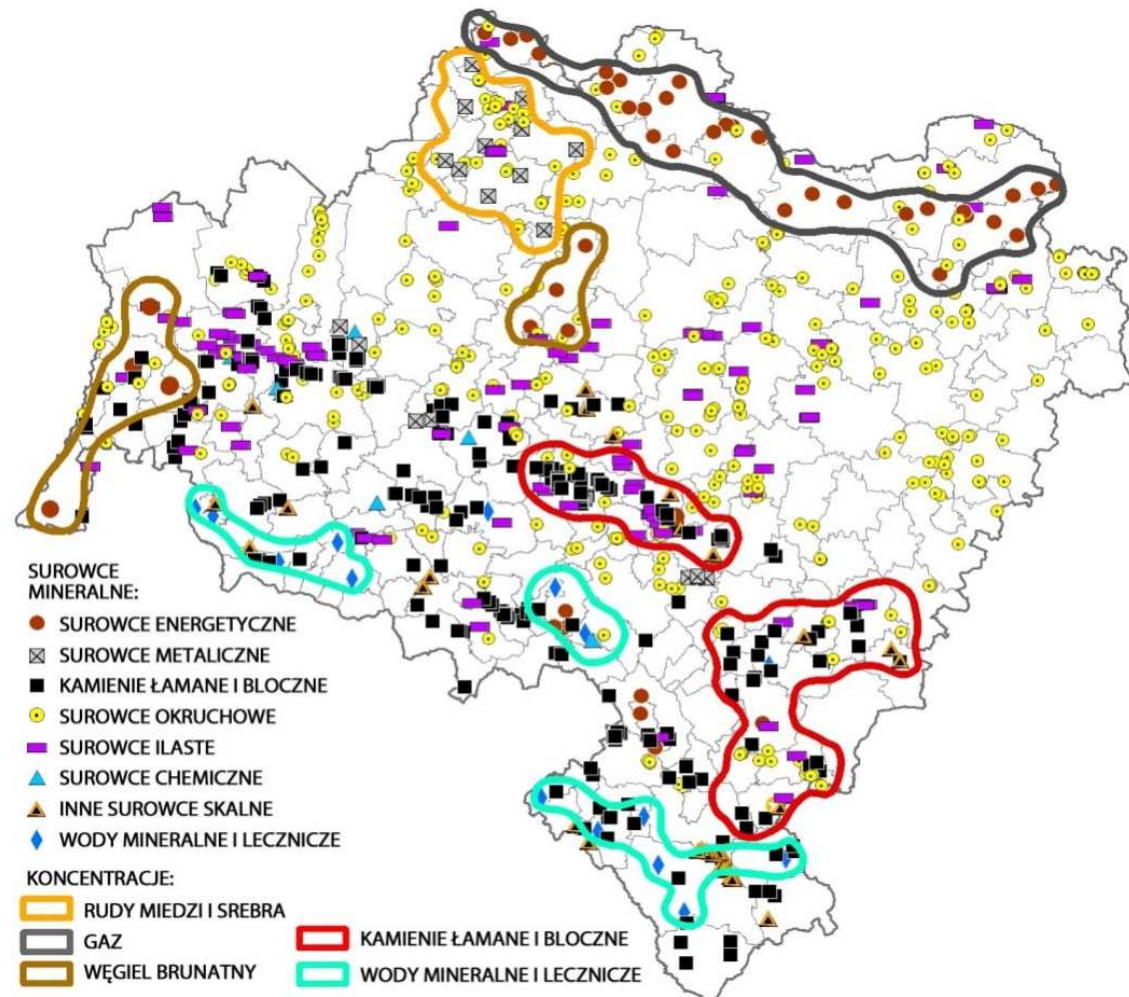 SUROWCE
MINERALNE:
SUROWCE ENERGETYCZNE
SUROWCE METALICZNE
KAMIENIE ŁAMANE I BLOCZNE
SUROWCE OKRUCHOWE
SUROWCE ILASTE
SUROWCE CHEMICZNE
INNE SUROWCE SKALNE
WODY MINERALNE I LECZNICZE
KONCENTRACJE:
RUDY MIEDZI I SREBRA
GAZ
WĘGIEL BRUNATNY
KAMIENIE ŁAMANE I BLOCZNE
WODY MINERALNE I LECZNICZE